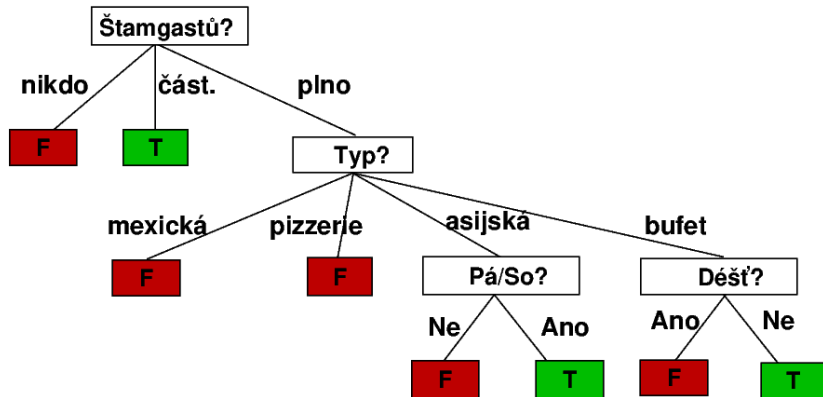 Štamgastů?
nikdo část. plno
F T
Typ?
mexická pizzerie asijská bufet
F F Pá/So? Déšť?
Ne Ano Ano Ne
F T F T